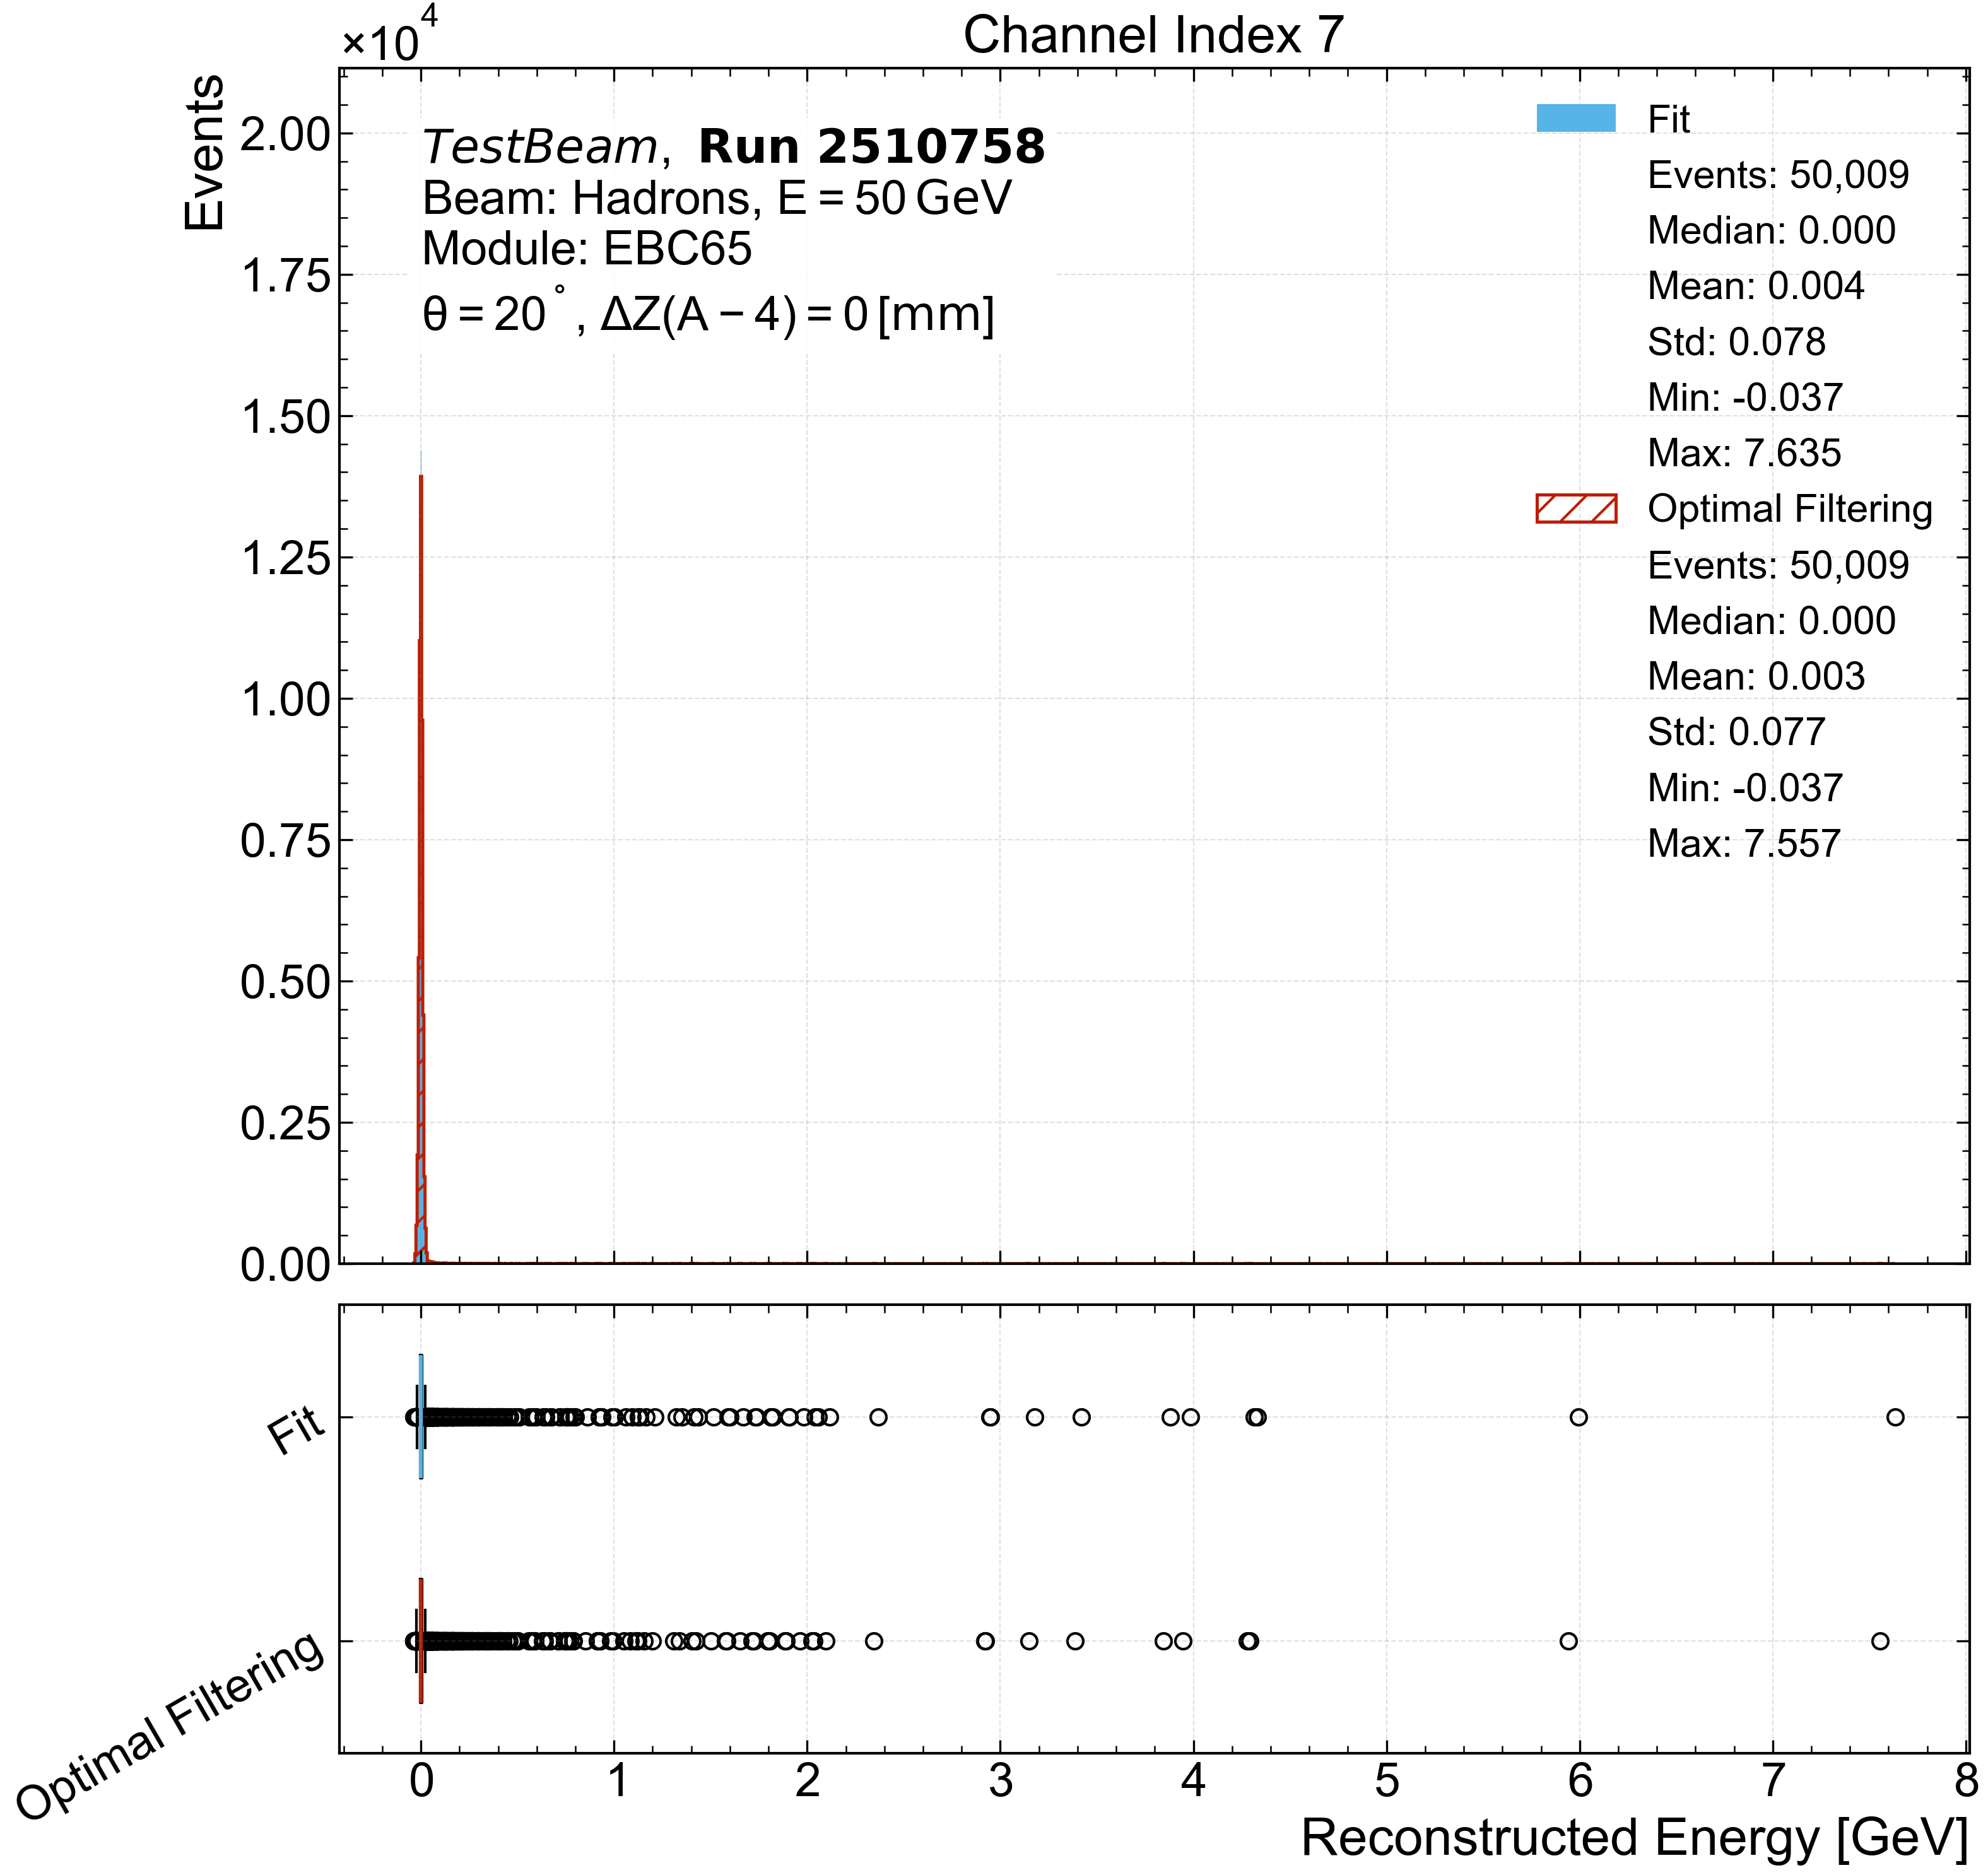 ×10⁴
Channel Index 7
Events
2.00
1.75
1.50
1.25
1.00
0.75
0.50
0.25
0.00
TestBeam, Run 2510758
Beam: Hadrons, E = 50 GeV
Module: EBC65
θ = 20°, ΔZ(A − 4) = 0 [mm]
Fit
Events: 50,009
Median: 0.000
Mean: 0.004
Std: 0.078
Min: -0.037
Max: 7.635
Optimal Filtering
Events: 50,009
Median: 0.000
Mean: 0.003
Std: 0.077
Min: -0.037
Max: 7.557
Fit
Optimal Filtering
0 1 2 3 4 5 6 7 8
Reconstructed Energy [GeV]